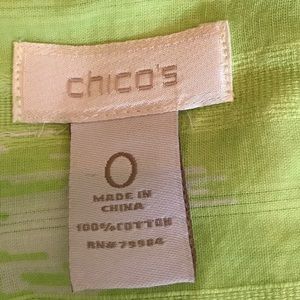 chico's
0
MADE IN
CHINA
100% COTTON
RN# 79984